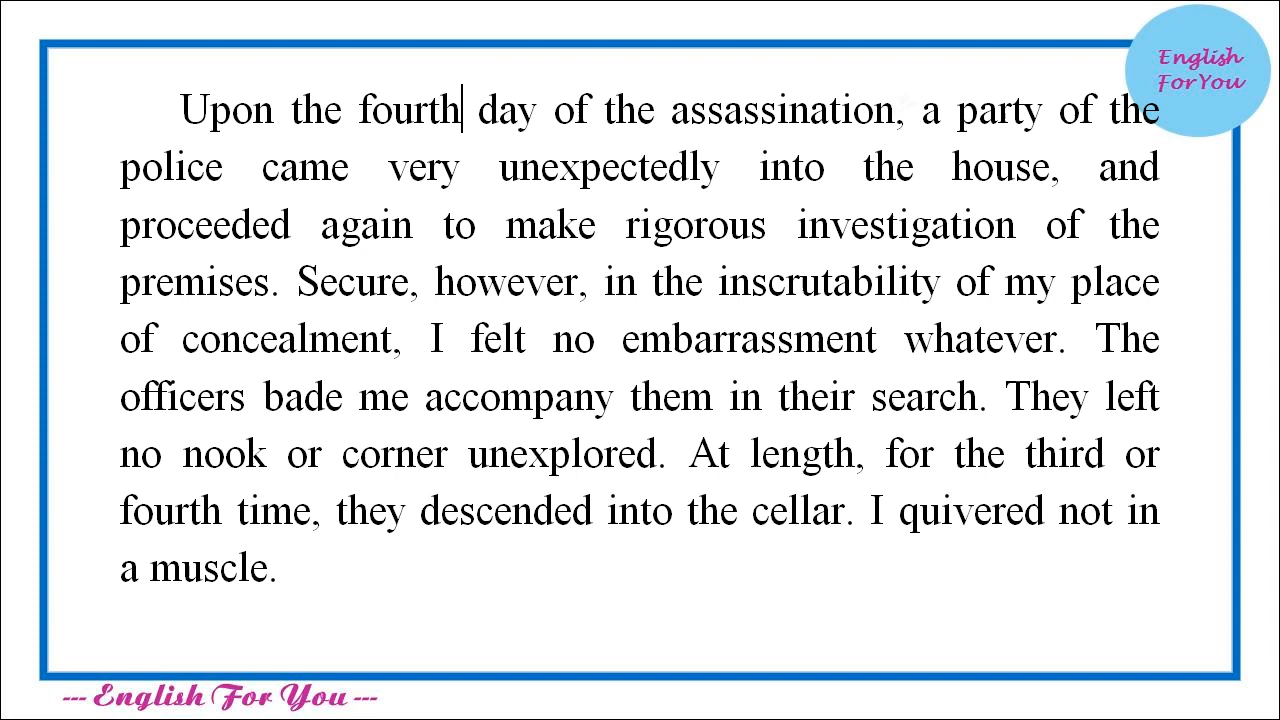 English
ForYou
Upon the fourth day of the assassination, a party of the
police came very unexpectedly into the house, and
proceeded again to make rigorous investigation of the
premises. Secure, however, in the inscrutability of my place
of concealment, I felt no embarrassment whatever. The
officers bade me accompany them in their search. They left
no nook or corner unexplored. At length, for the third or
fourth time, they descended into the cellar. I quivered not in
a muscle.
--- English For You ---